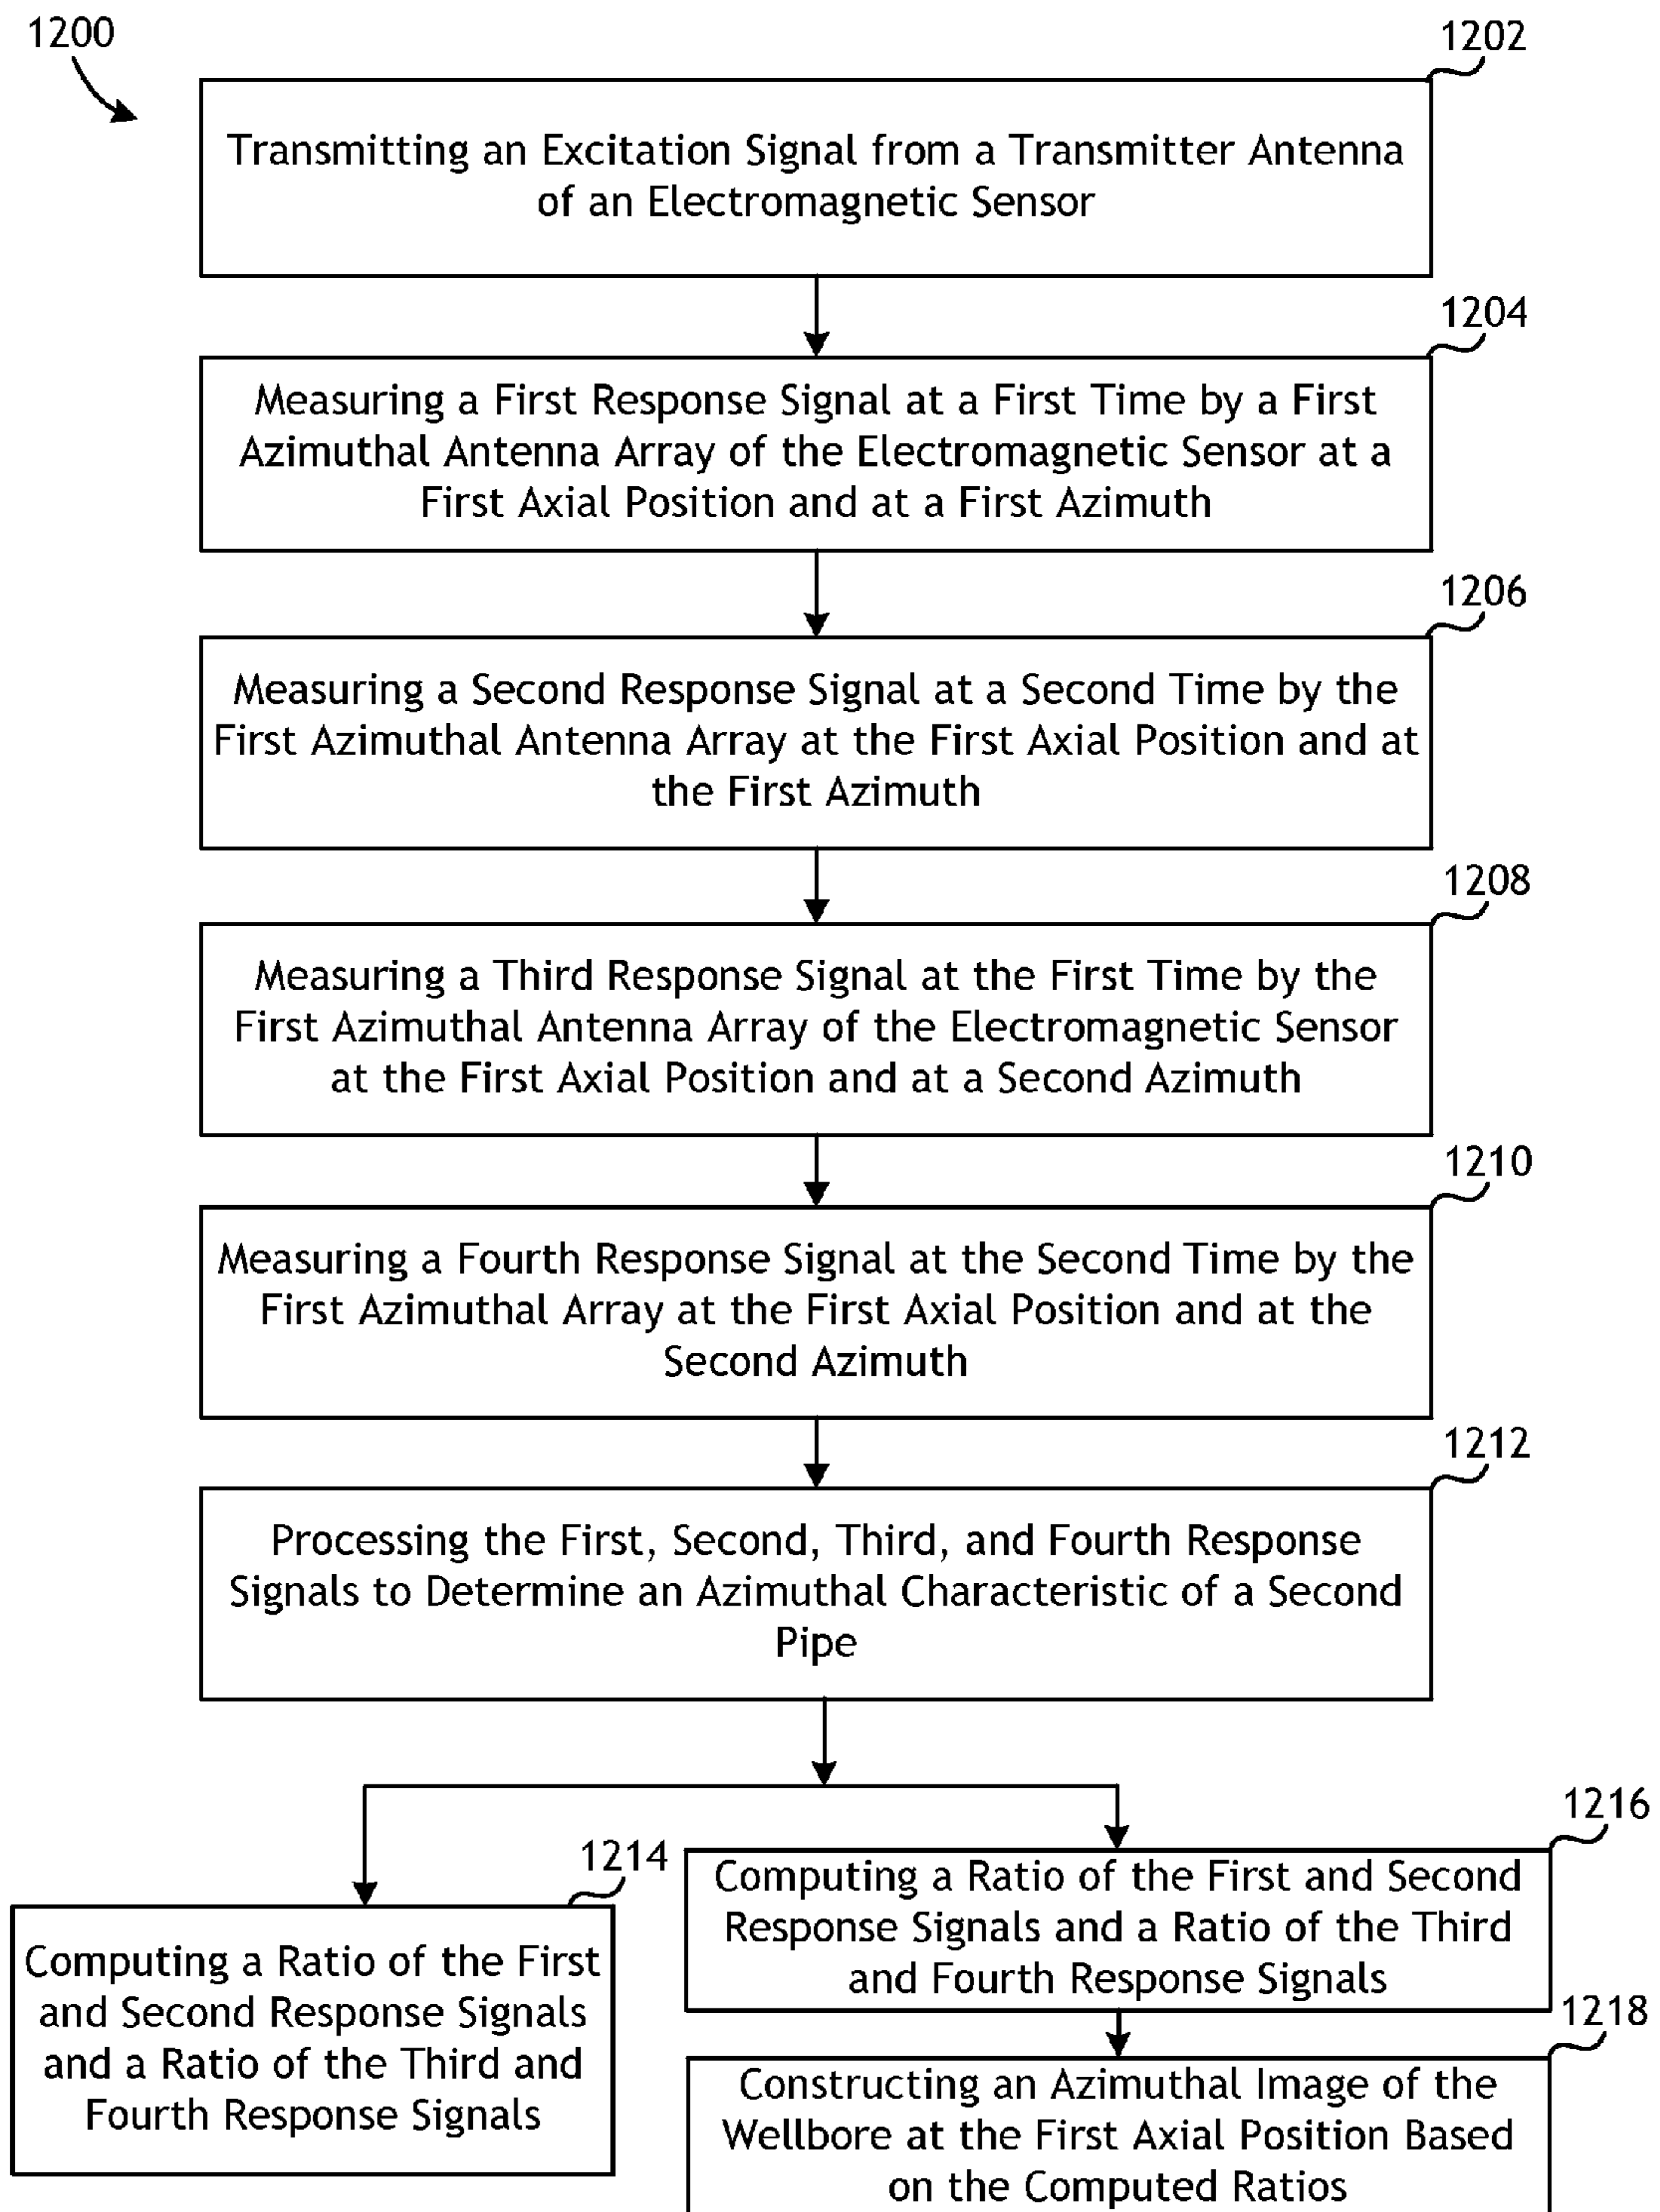 1200
1202
Transmitting an Excitation Signal from a Transmitter Antenna
of an Electromagnetic Sensor
1204
Measuring a First Response Signal at a First Time by a First
Azimuthal Antenna Array of the Electromagnetic Sensor at a
First Axial Position and at a First Azimuth
1206
Measuring a Second Response Signal at a Second Time by the
First Azimuthal Antenna Array at the First Axial Position and at
the First Azimuth
1208
Measuring a Third Response Signal at the First Time by the
First Azimuthal Antenna Array of the Electromagnetic Sensor
at the First Axial Position and at a Second Azimuth
1210
Measuring a Fourth Response Signal at the Second Time by the
First Azimuthal Array at the First Axial Position and at the
Second Azimuth
1212
Processing the First, Second, Third, and Fourth Response
Signals to Determine an Azimuthal Characteristic of a Second
Pipe
1214
Computing a Ratio of the First
and Second Response Signals
and a Ratio of the Third and
Fourth Response Signals
1216
Computing a Ratio of the First and Second
Response Signals and a Ratio of the Third
and Fourth Response Signals
1218
Constructing an Azimuthal Image of the
Wellbore at the First Axial Position Based
on the Computed Ratios